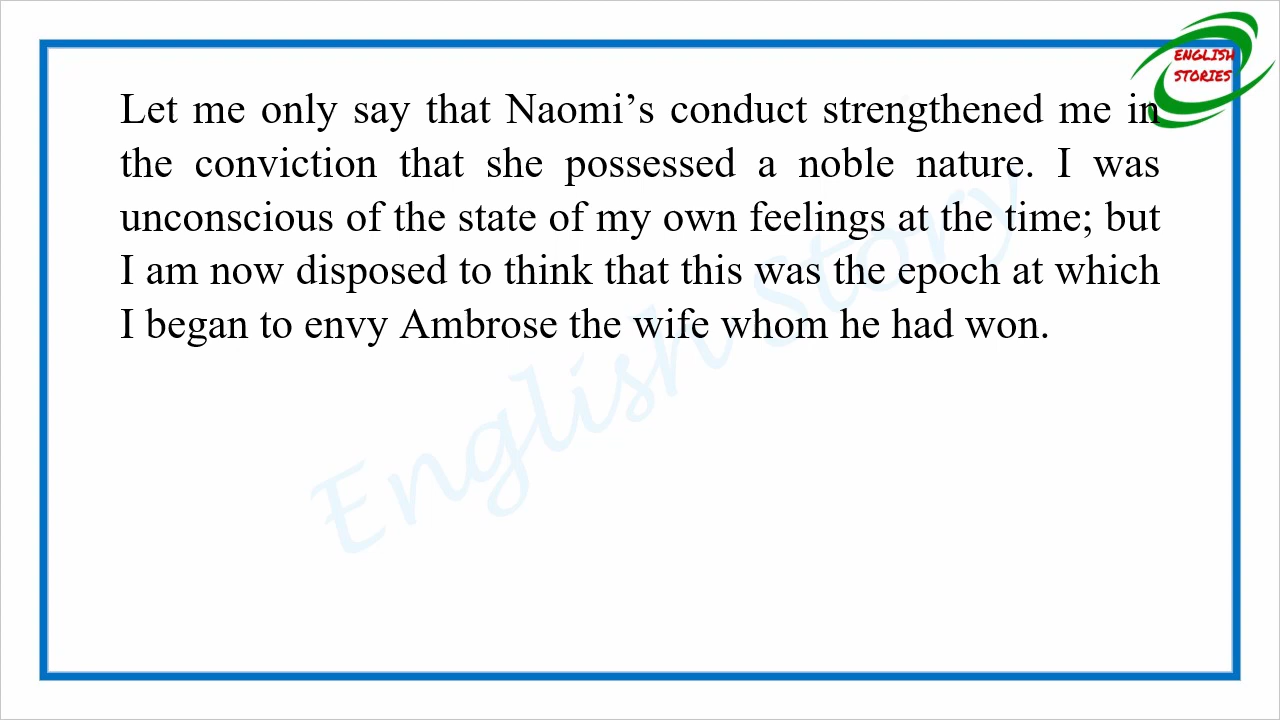 ENGLISH
STORIES
Let me only say that Naomi’s conduct strengthened me in
the conviction that she possessed a noble nature. I was
unconscious of the state of my own feelings at the time; but
I am now disposed to think that this was the epoch at which
I began to envy Ambrose the wife whom he had won.
English Story